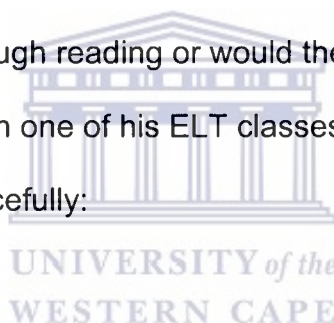 ugh reading or would the
n one of his ELT classes
cefully:
UNIVERSITY of the
WESTERN CAPE